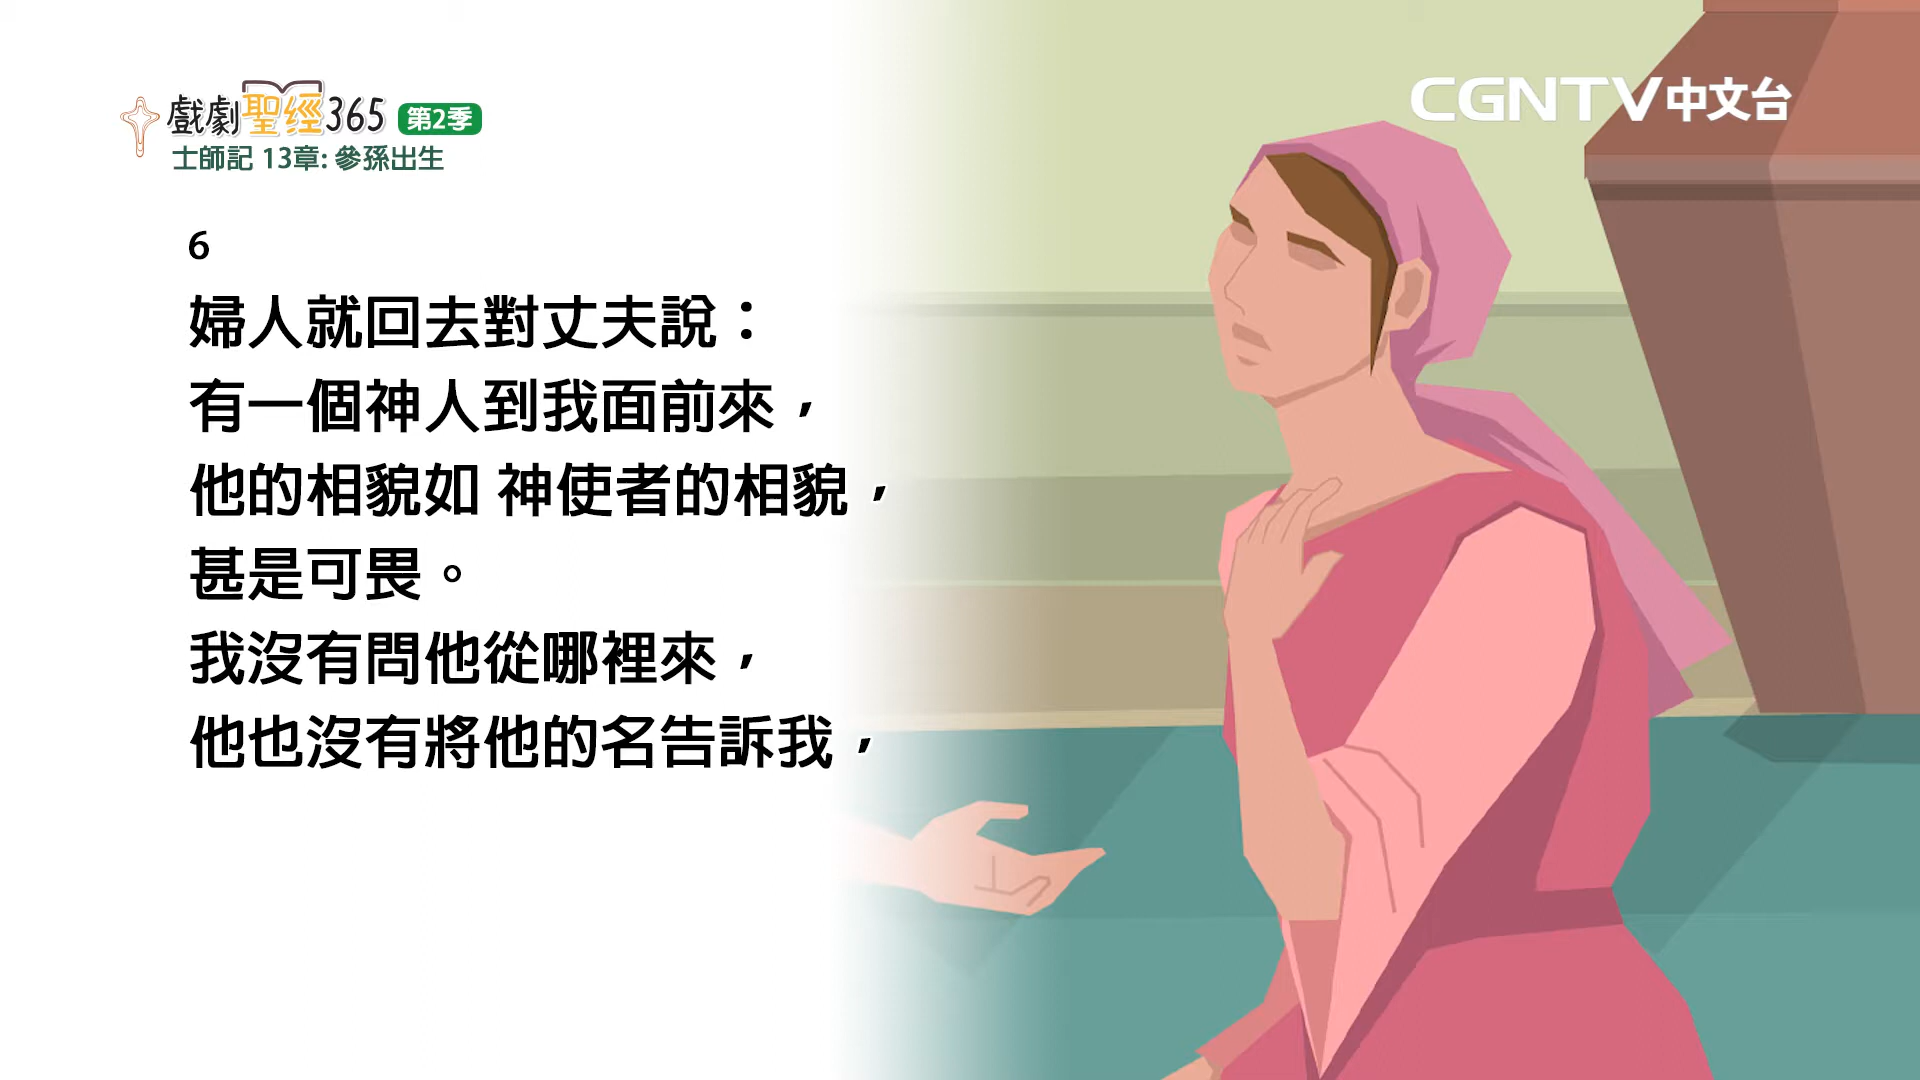 戲劇聖經365 第2季
CGNTV中文台
士師記 13章: 參孫出生
6
婦人就回去對丈夫說：
有一個神人到我面前來，
他的相貌如 神使者的相貌，
甚是可畏。
我沒有問他從哪裡來，
他也沒有將他的名告訴我，